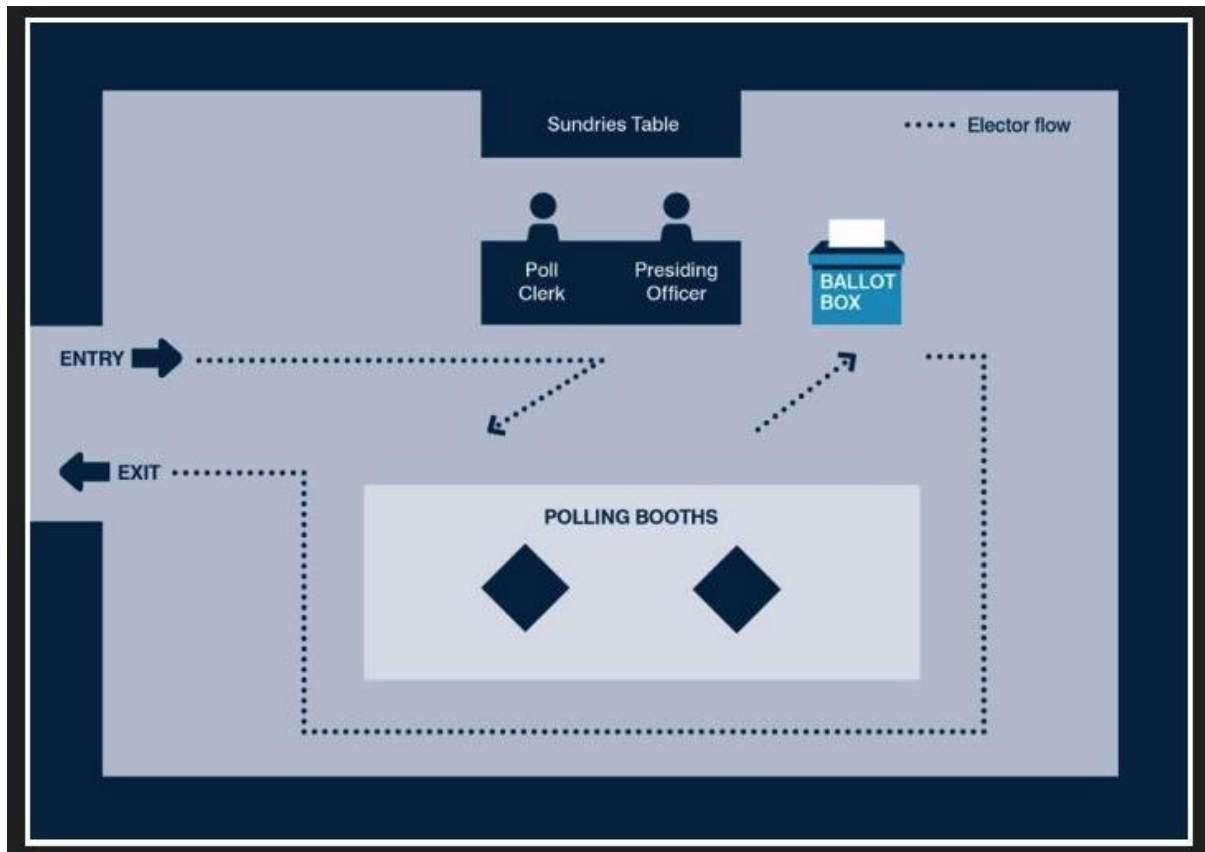 Sundries Table
Elector flow
Poll
Clerk
Presiding
Officer
BALLOT
BOX
ENTRY
EXIT
POLLING BOOTHS